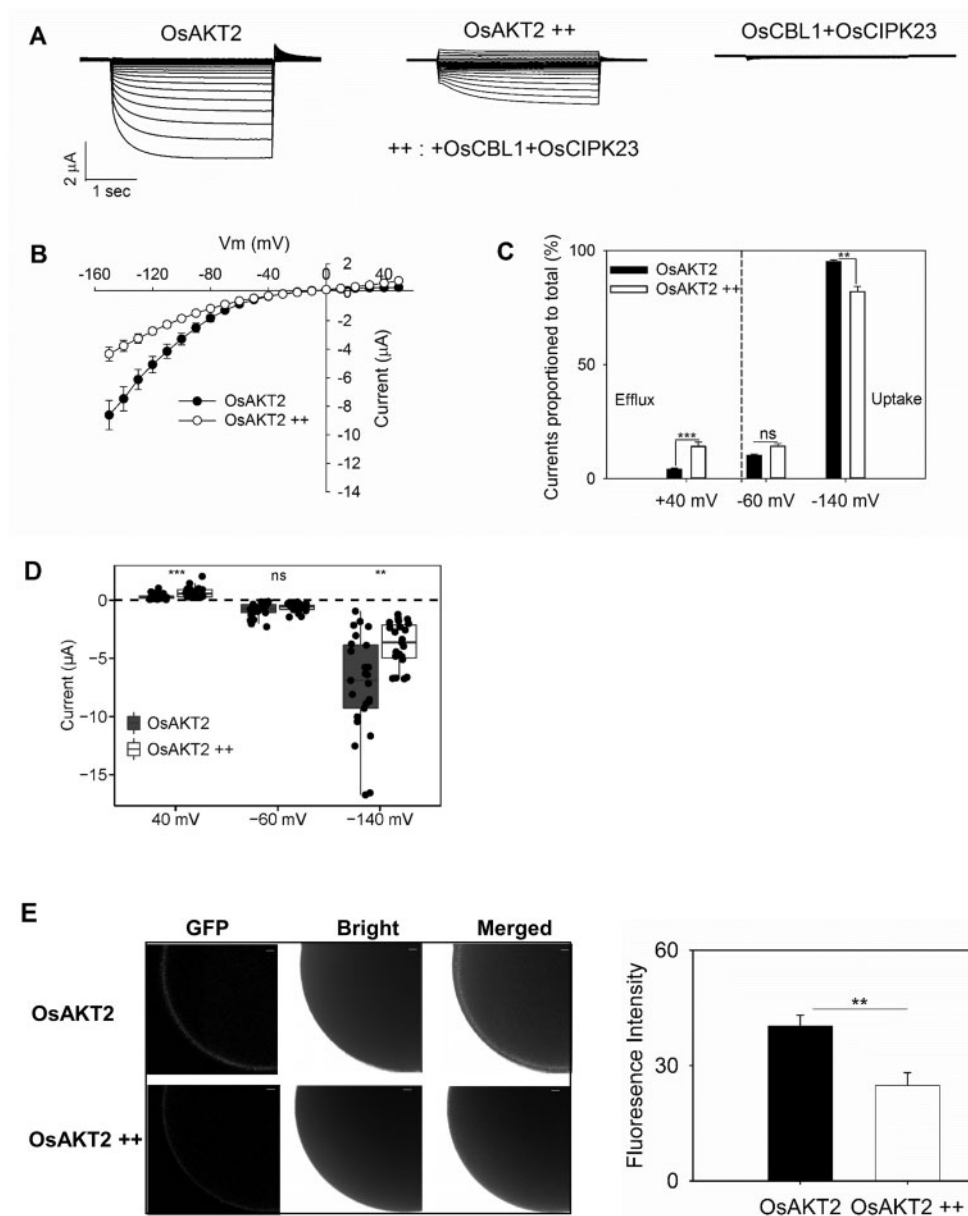 A
OsAKT2
OsAKT2 ++
OsCBL1+OsCIPK23
2 µA
1 sec
++ : +OsCBL1+OsCIPK23
B
Vm (mV)
-160 -120 -80 -40 0 40
2
0
-2
-4
-6
-8
-10
-12
-14
Current (µA)
OsAKT2
OsAKT2 ++
C
Currents proportioned to total (%)
100
50
0
OsAKT2
OsAKT2 ++
**
Efflux
Uptake
***
ns
+40 mV -60 mV -140 mV
D
*** ns **
Current (µA)
0
−5
−10
−15
OsAKT2
OsAKT2 ++
40 mV −60 mV −140 mV
E
GFP Bright Merged
OsAKT2
OsAKT2 ++
Fluoresence Intensity
60
30
0
**
OsAKT2 OsAKT2 ++